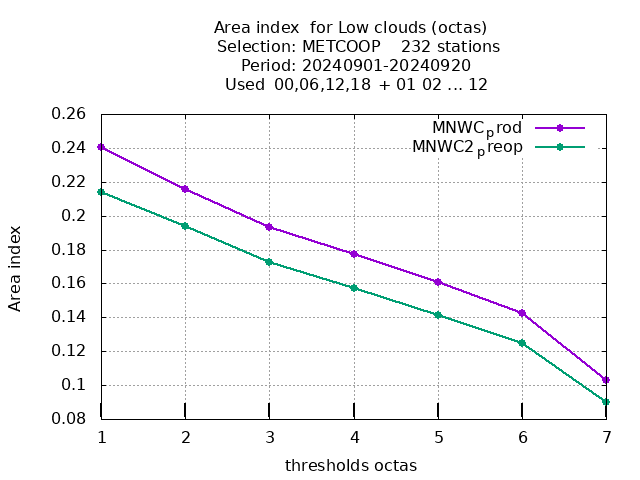 Area index  for Low clouds (octas)
Selection: METCOOP    232 stations
Period: 20240901-20240920
Used  00,06,12,18 + 01 02 ... 12
MNWCprod
MNWC2preop
0.26
0.24
0.22
0.2
0.18
0.16
0.14
0.12
0.1
0.08
Area index
1 2 3 4 5 6 7
thresholds octas